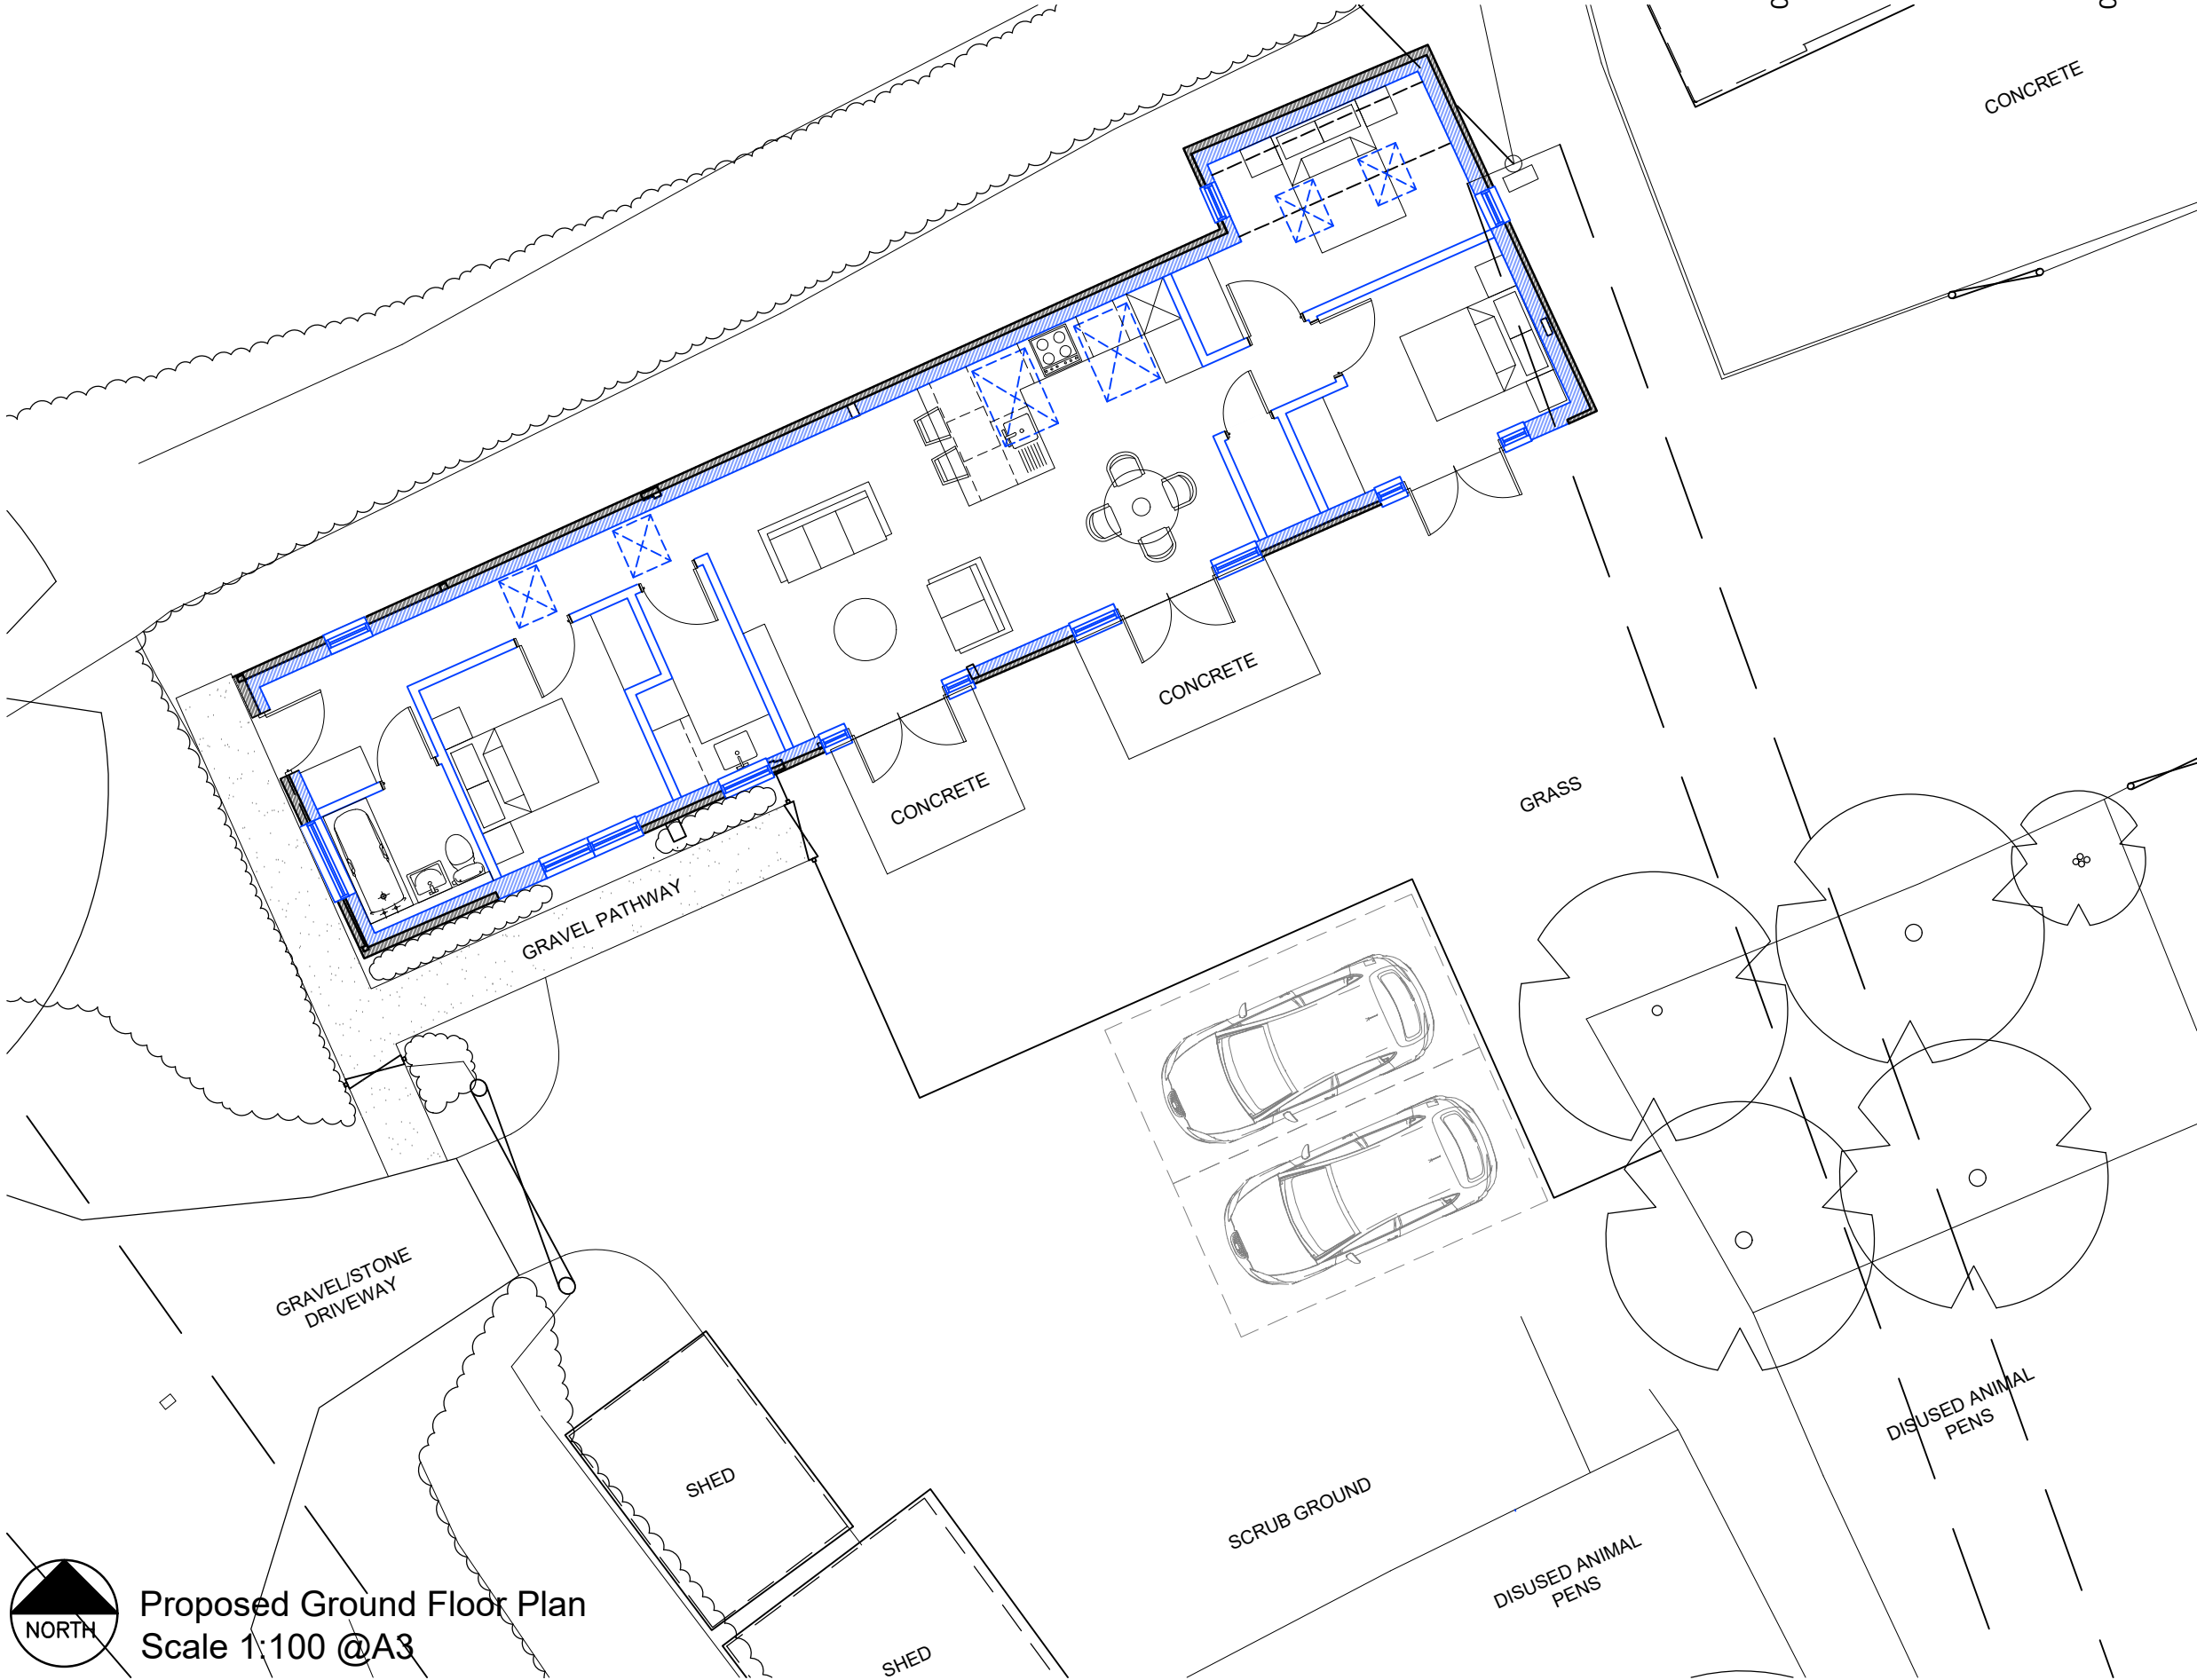 CONCRETE
CONCRETE
CONCRETE
GRASS
GRAVEL PATHWAY
GRAVEL/STONE
DRIVEWAY
DISUSED ANIMAL
PENS
SHED
SCRUB GROUND
DISUSED ANIMAL
PENS
SHED
NORTH
Proposed Ground Floor Plan
Scale 1:100 @A3